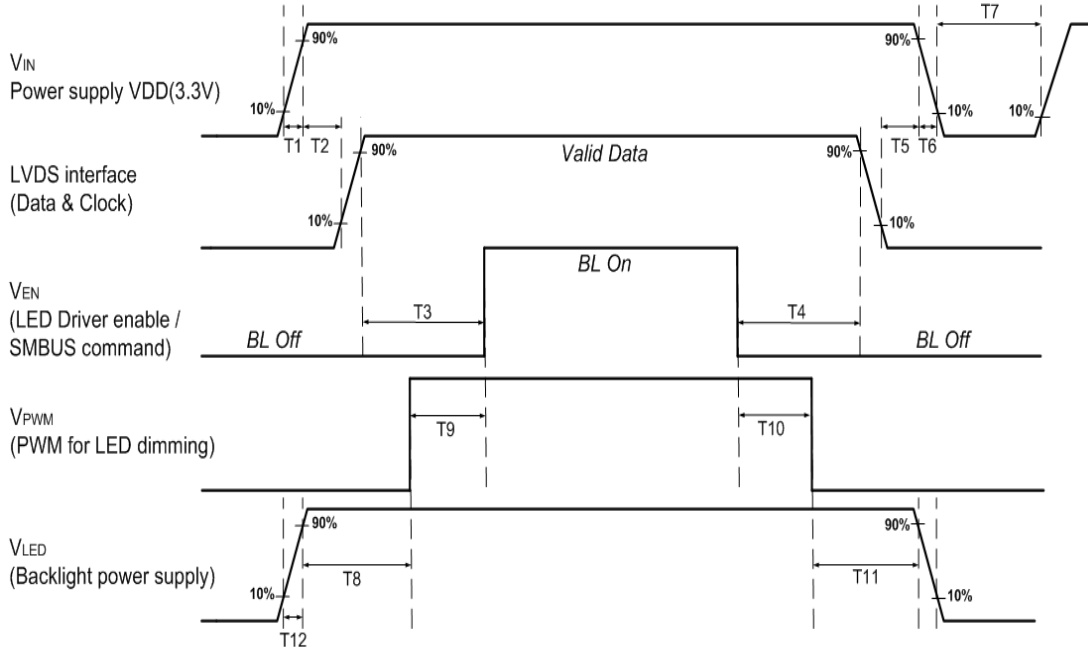 T7
VIN
Power supply VDD(3.3V)
90%
90%
10%
10%
10%
T1
T2
T5
T6
LVDS interface
(Data & Clock)
90%
Valid Data
90%
10%
10%
VEN
(LED Driver enable /
SMBUS command)
BL On
T3
T4
BL Off
BL Off
VPWM
(PWM for LED dimming)
T9
T10
VLED
(Backlight power supply)
90%
90%
T8
T11
10%
10%
T12